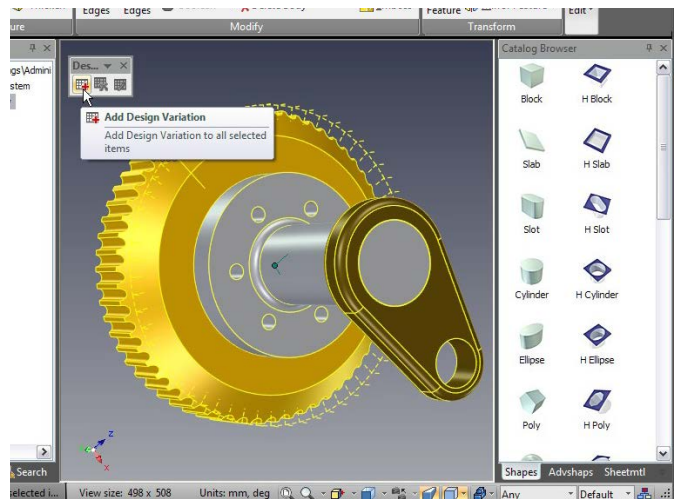 Edges Edges
Feature
Edit
ure
Modify
Transform
Des...
Catalog Browser
gs\Admini
stem
Add Design Variation
Add Design Variation to all selected
items
Block
H Block
Slab
H Slab
Slot
H Slot
Cylinder
H Cylinder
Ellipse
H Ellipse
Poly
H Poly
z
x
Search
Shapes Advshaps Sheetmtl
selected i...
View size: 498 x 508
Units: mm, deg
Any
Default